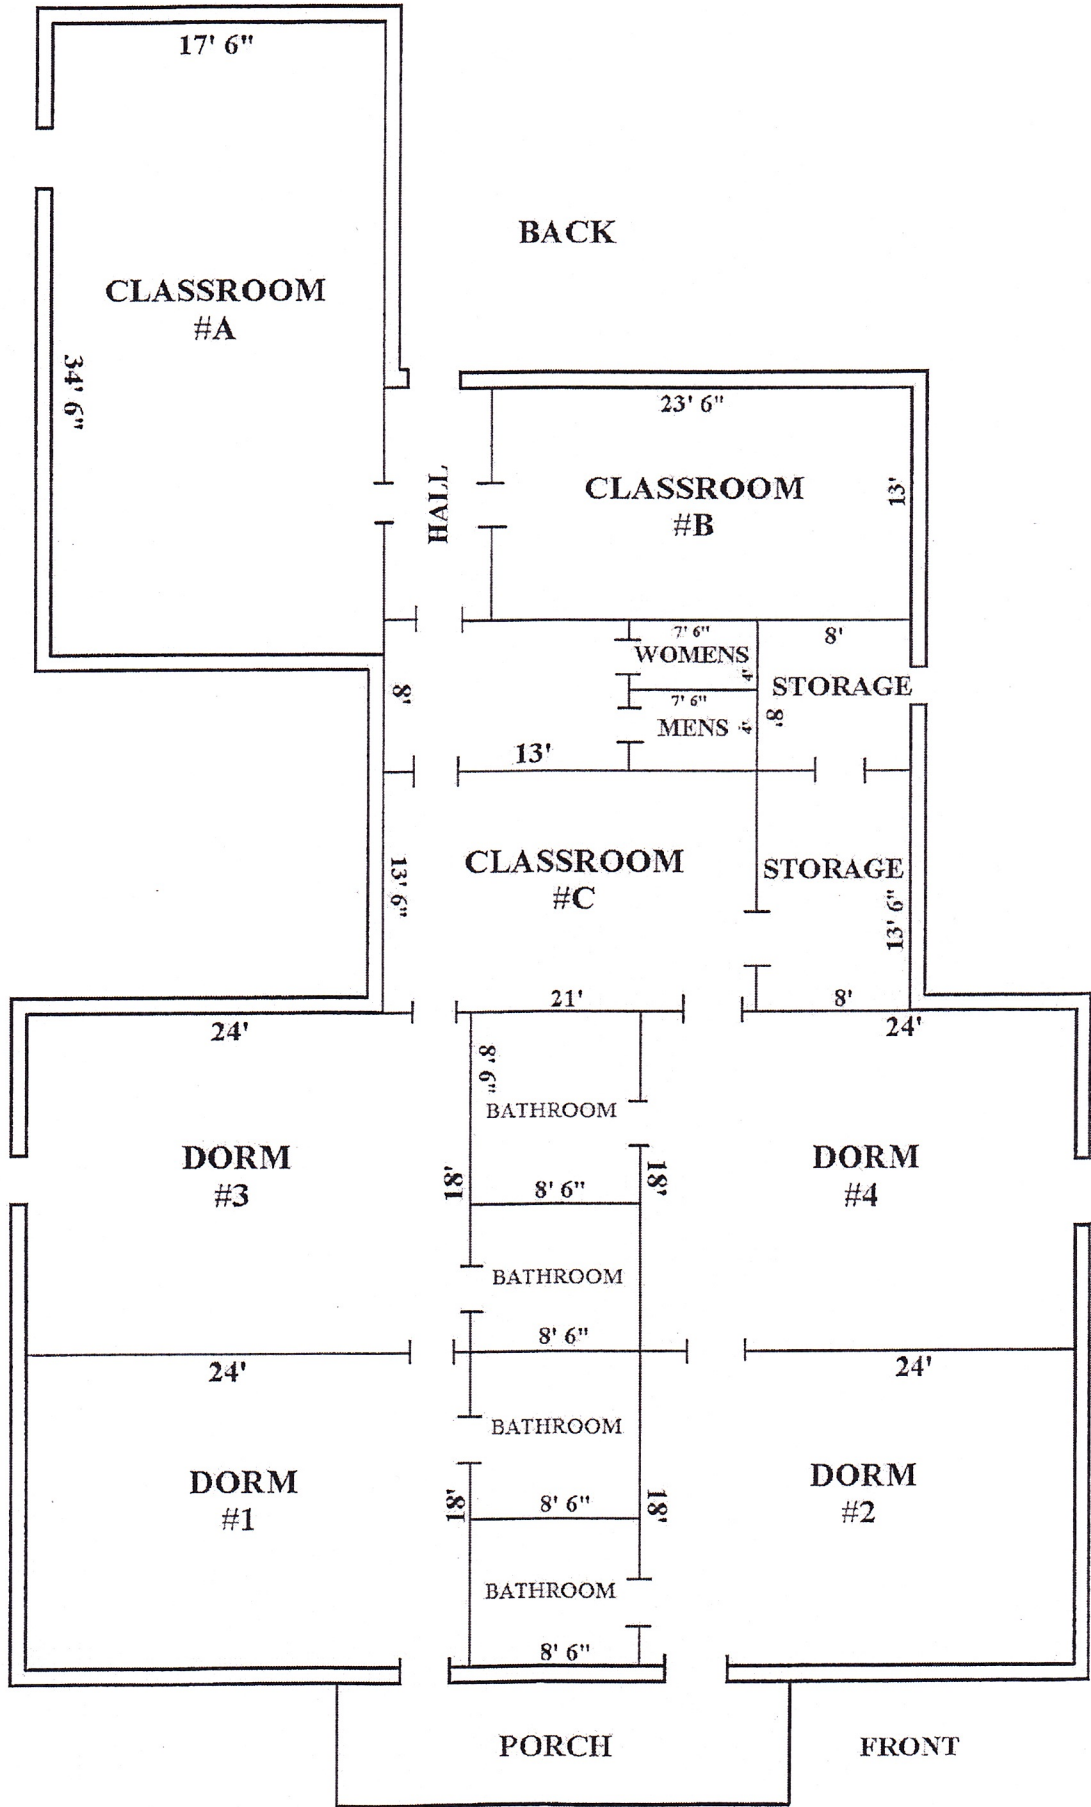 17' 6"
BACK
CLASSROOM
#A
34' 6"
23' 6"
HALL
CLASSROOM
#B
13'
7' 6"
8'
WOMENS
4'
STORAGE
8'
7' 6"
MENS
4'
8'
13'
CLASSROOM
#C
13' 6"
STORAGE
13' 6"
21'
8'
24'
24'
8' 6"
BATHROOM
DORM
#3
DORM
#4
18'
8' 6"
18'
BATHROOM
8' 6"
24'
24'
BATHROOM
DORM
#1
DORM
#2
18'
8' 6"
18'
BATHROOM
8' 6"
PORCH
FRONT